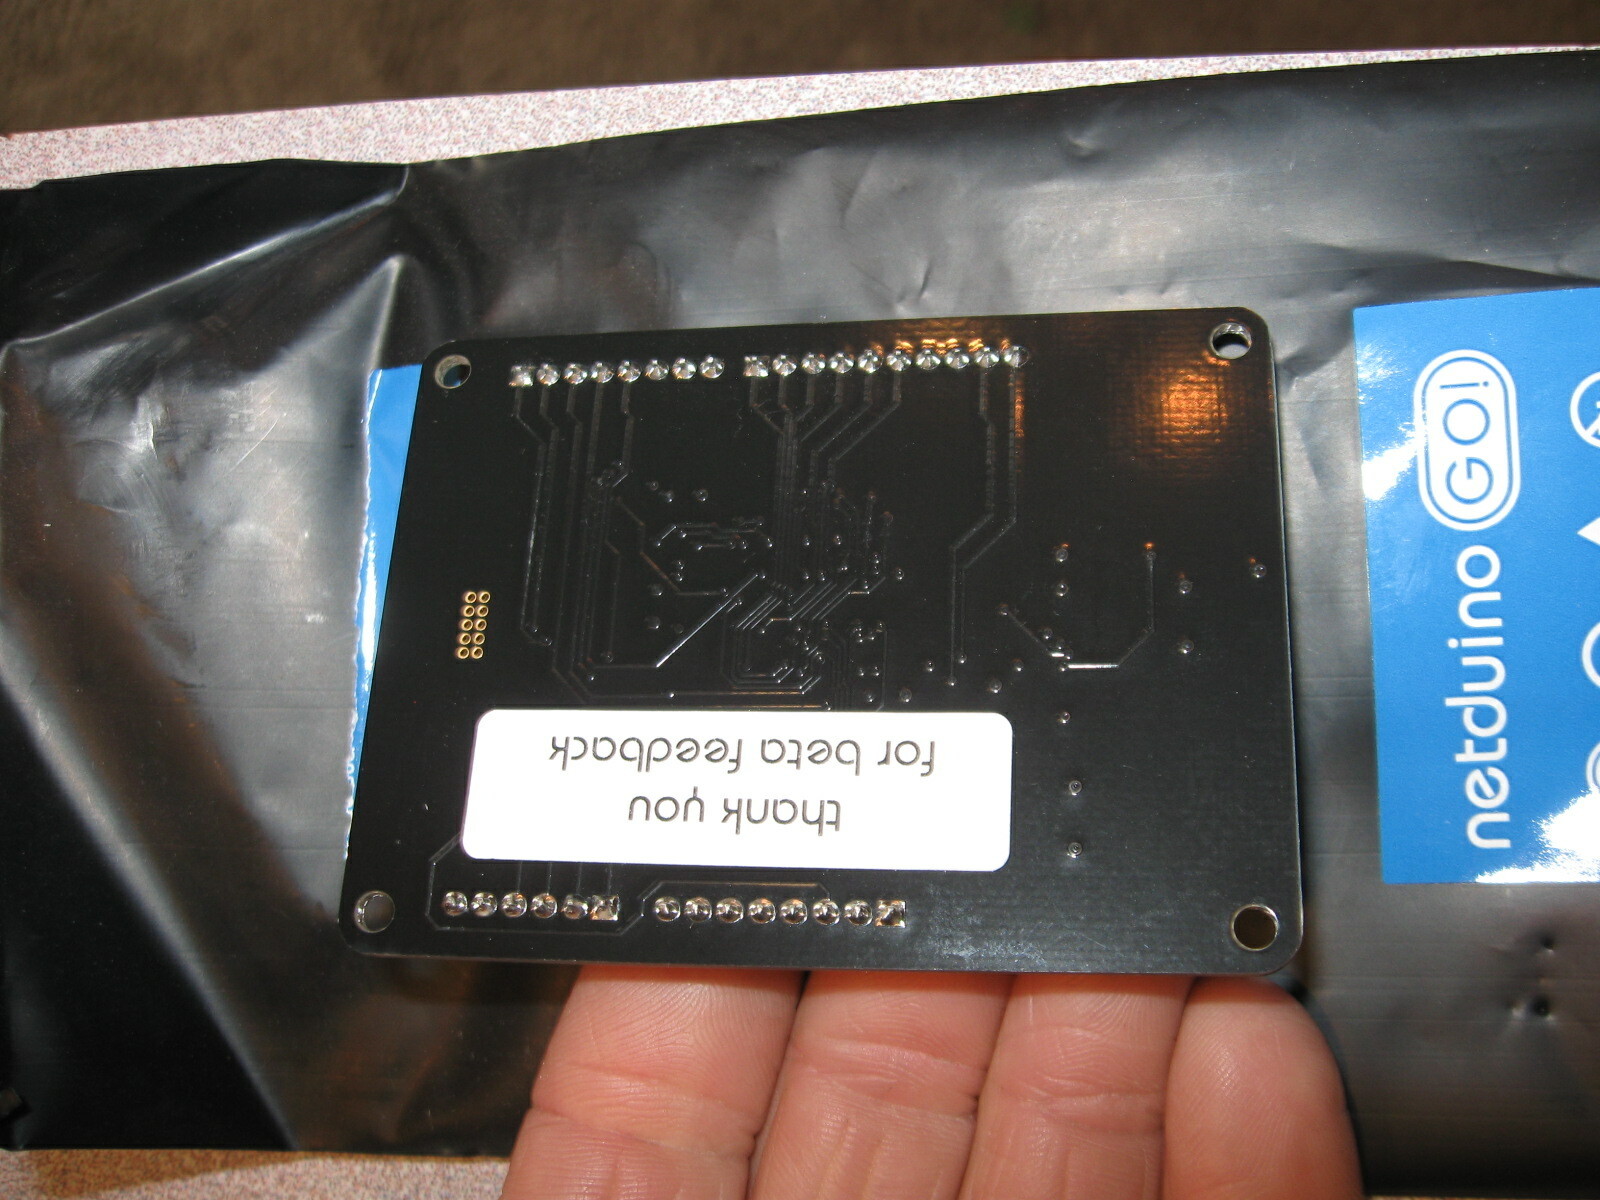 thank you
for beta feedback
netduino GO!